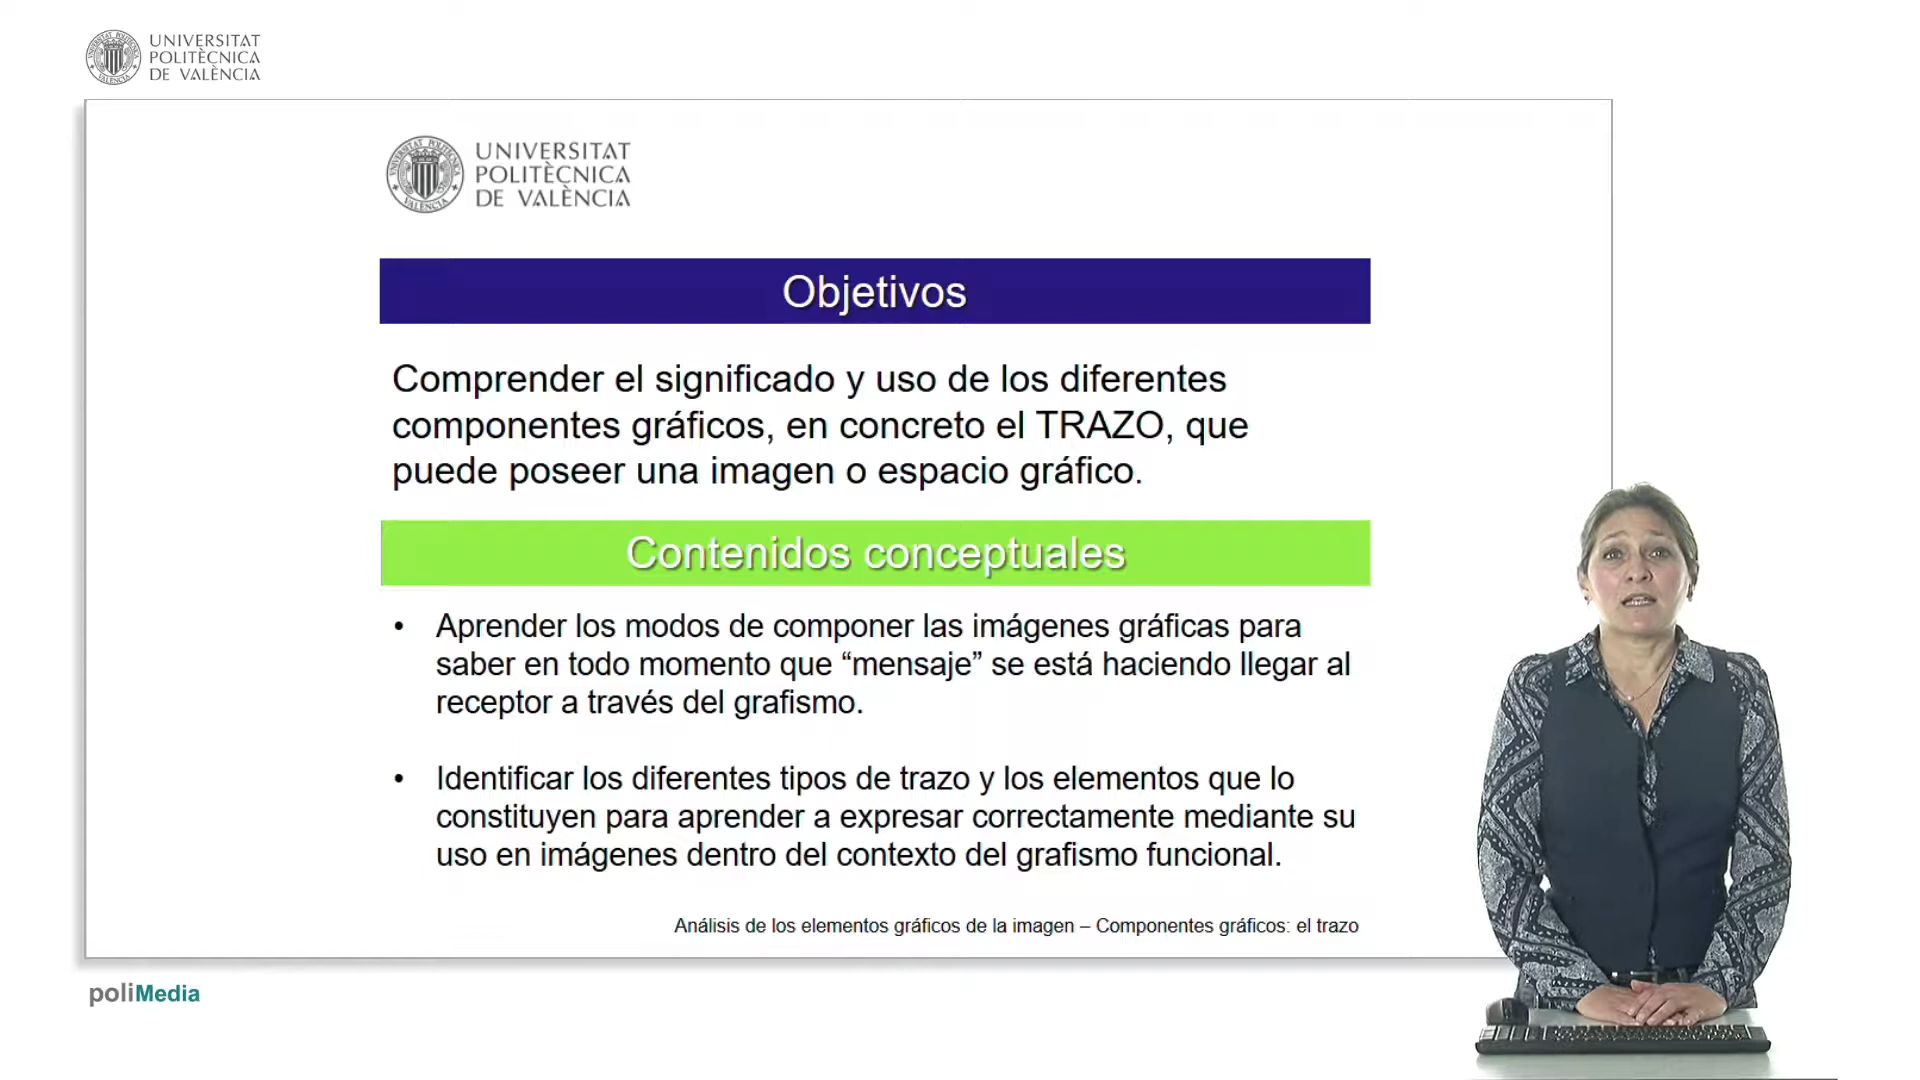 UNIVERSITAT
POLITÈCNICA
DE VALÈNCIA
UNIVERSITAT
POLITÈCNICA
DE VALÈNCIA
Objetivos
Comprender el significado y uso de los diferentes
componentes gráficos, en concreto el TRAZO, que
puede poseer una imagen o espacio gráfico.
Contenidos conceptuales
• Aprender los modos de componer las imágenes gráficas para
saber en todo momento que “mensaje” se está haciendo llegar al
receptor a través del grafismo.
• Identificar los diferentes tipos de trazo y los elementos que lo
constituyen para aprender a expresar correctamente mediante su
uso en imágenes dentro del contexto del grafismo funcional.
Análisis de los elementos gráficos de la imagen – Componentes gráficos: el trazo
poliMedia